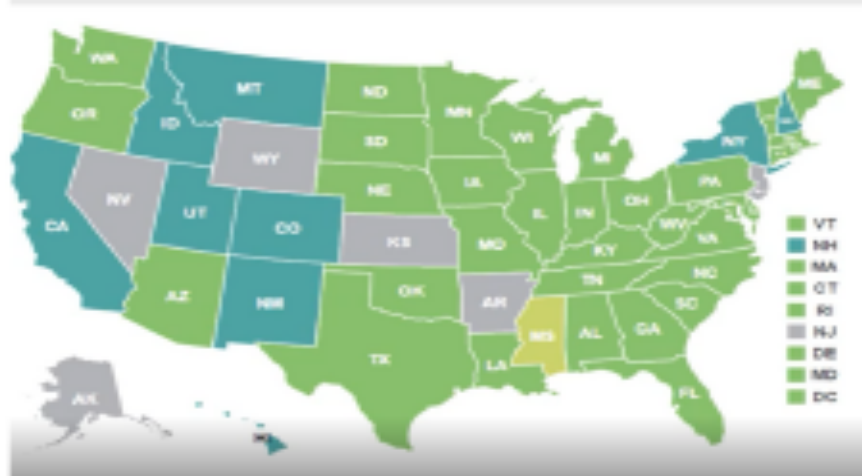 WA
MT
ND
MN
ME
OR
ID
SD
WI
MI
NY
WY
NE
IA
PA
NV
UT
CO
IL
IN
OH
WV
VA
CA
KS
MO
KY
NC
TN
AZ
NM
OK
AR
SC
MS
AL
GA
TX
LA
FL
AK
VT
NH
MA
CT
RI
NJ
DE
MD
DC